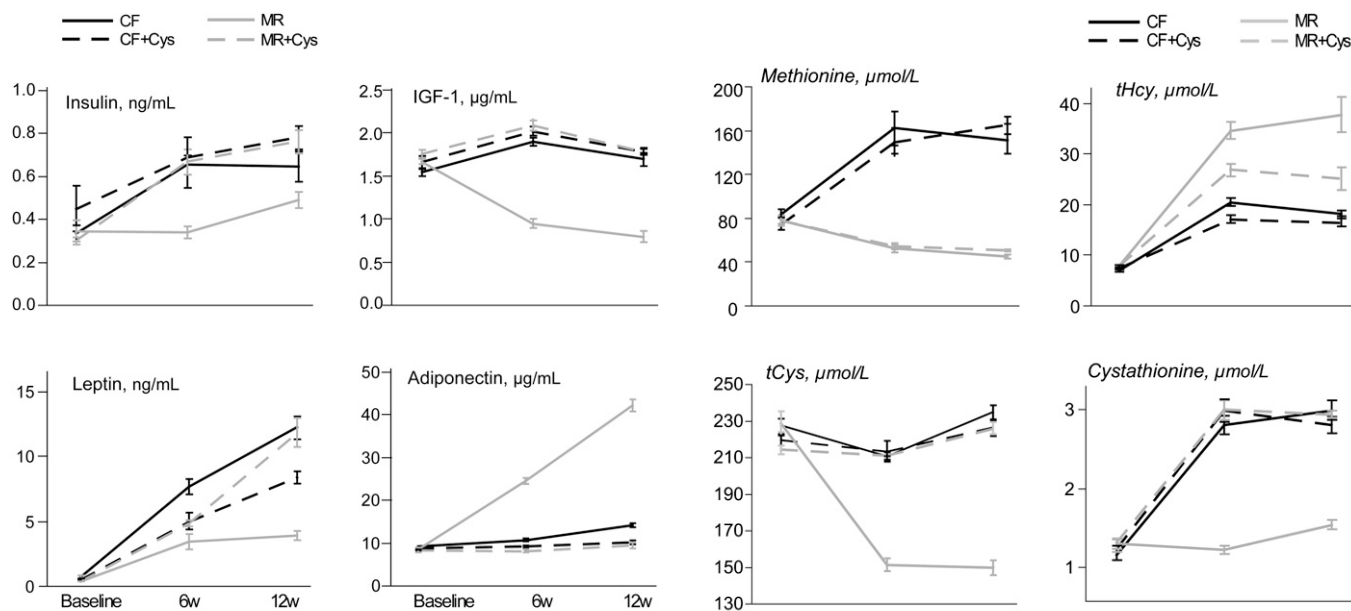 CF
MR
CF+Cys
MR+Cys
CF
MR
CF+Cys
MR+Cys
Insulin, ng/mL
1.0
0.8
0.6
0.4
0.2
0.0
IGF-1, µg/mL
2.5
2.0
1.5
1.0
0.5
0.0
Methionine, µmol/L
200
160
120
80
40
0
tHcy, µmol/L
40
30
20
10
0
Leptin, ng/mL
15
10
5
0
Baseline 6w 12w
Adiponectin, µg/mL
50
40
30
20
10
0
Baseline 6w 12w
tCys, µmol/L
250
230
210
190
170
150
130
Cystathionine, µmol/L
3
2
1